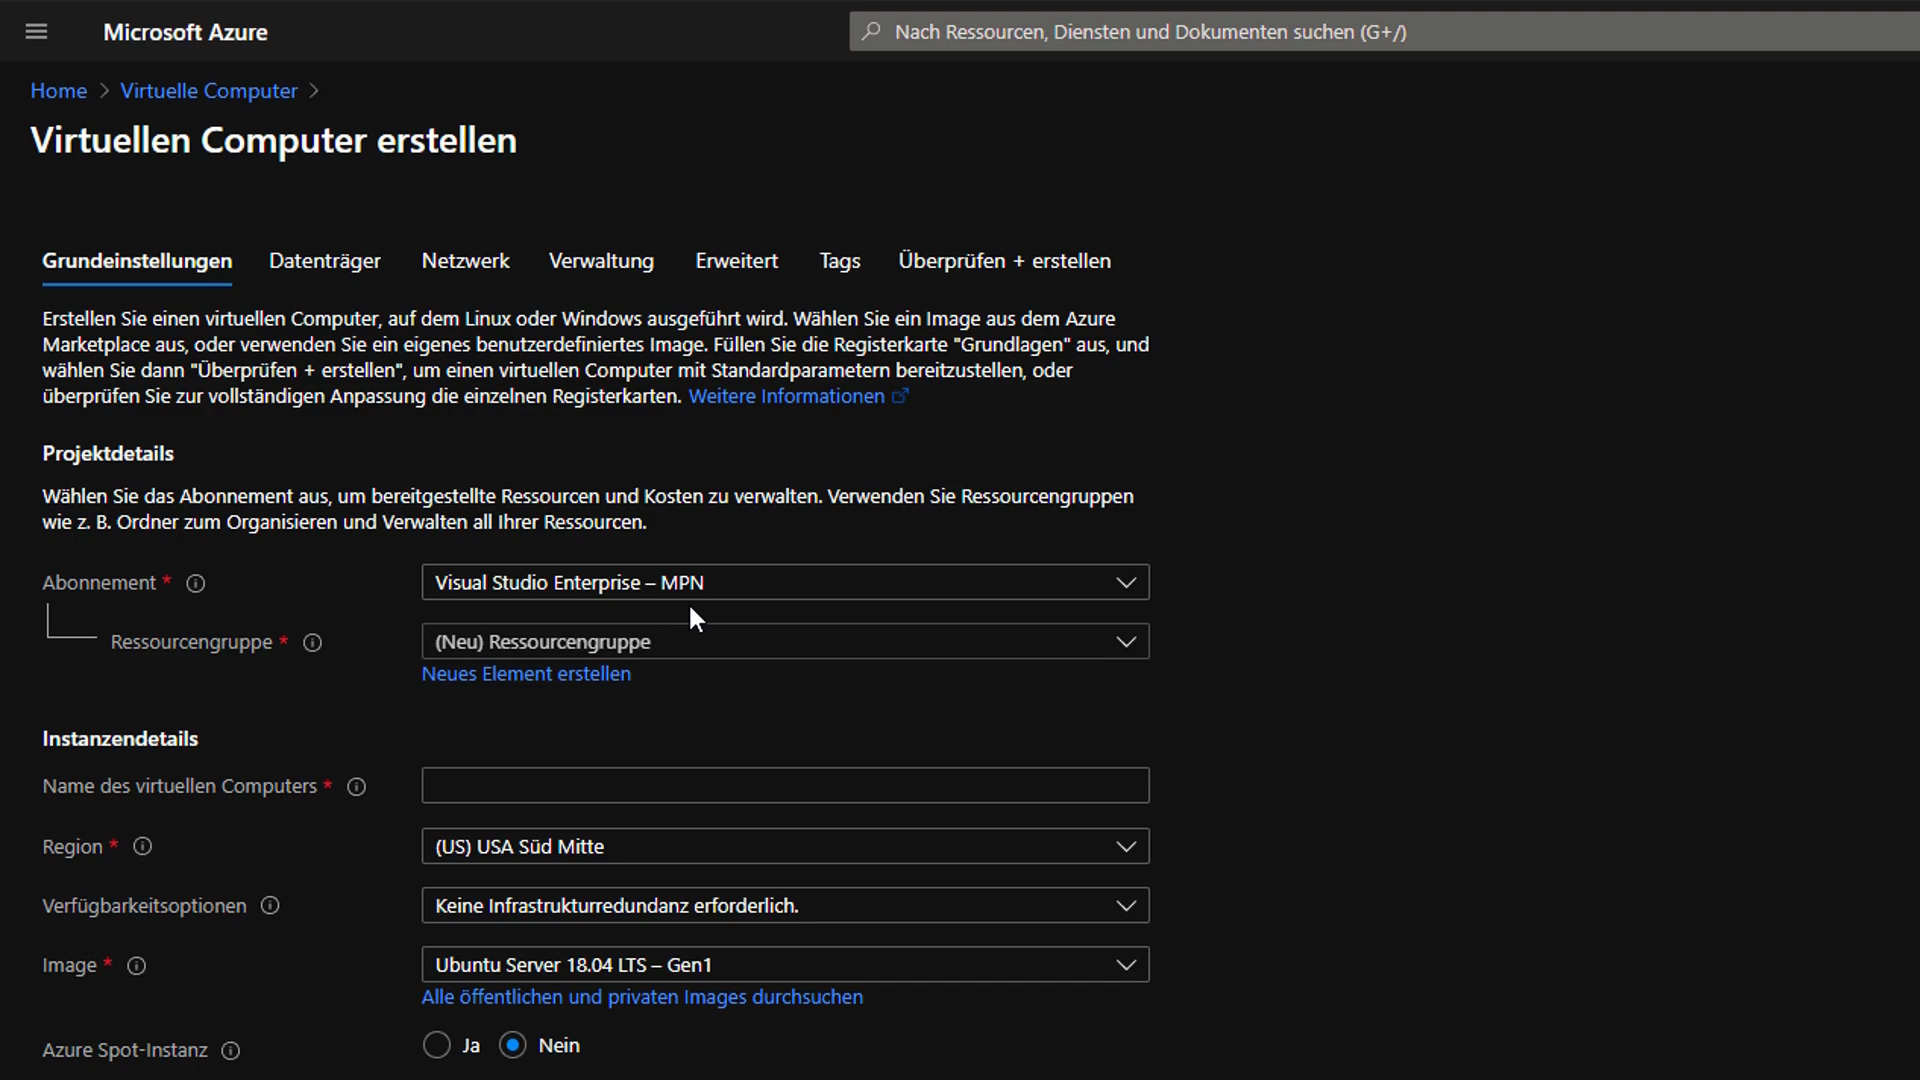 Microsoft Azure
Nach Ressourcen, Diensten und Dokumenten suchen (G+/)
Home > Virtuelle Computer >
Virtuellen Computer erstellen
Grundeinstellungen Datenträger Netzwerk Verwaltung Erweitert Tags Überprüfen + erstellen
Erstellen Sie einen virtuellen Computer, auf dem Linux oder Windows ausgeführt wird. Wählen Sie ein Image aus dem Azure
Marketplace aus, oder verwenden Sie ein eigenes benutzerdefiniertes Image. Füllen Sie die Registerkarte "Grundlagen" aus, und
wählen Sie dann "Überprüfen + erstellen", um einen virtuellen Computer mit Standardparametern bereitzustellen, oder
überprüfen Sie zur vollständigen Anpassung die einzelnen Registerkarten. Weitere Informationen
Projektdetails
Wählen Sie das Abonnement aus, um bereitgestellte Ressourcen und Kosten zu verwalten. Verwenden Sie Ressourcengruppen
wie z. B. Ordner zum Organisieren und Verwalten all Ihrer Ressourcen.
Abonnement * Visual Studio Enterprise – MPN
Ressourcengruppe * (Neu) Ressourcengruppe
Neues Element erstellen
Instanzendetails
Name des virtuellen Computers *
Region * (US) USA Süd Mitte
Verfügbarkeitsoptionen Keine Infrastrukturredundanz erforderlich.
Image * Ubuntu Server 18.04 LTS – Gen1
Alle öffentlichen und privaten Images durchsuchen
Azure Spot-Instanz Ja Nein